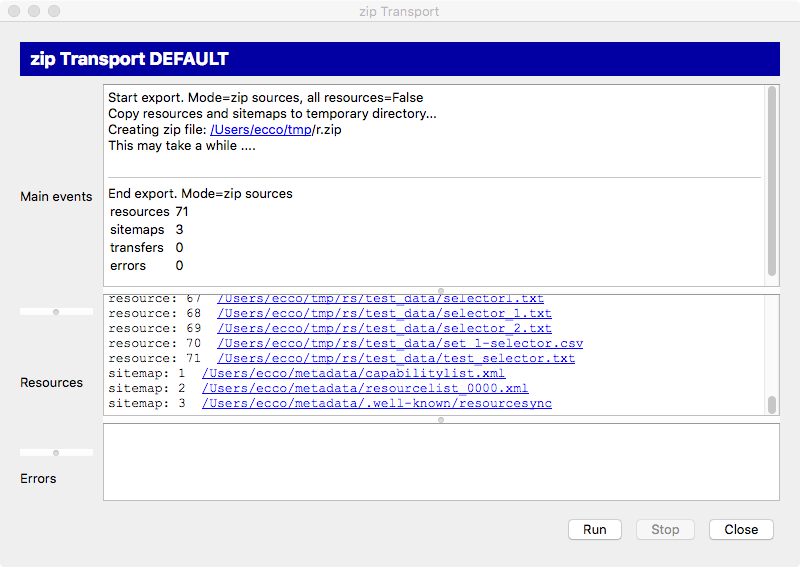 zip Transport
zip Transport DEFAULT
Main events
Start export. Mode=zip sources, all resources=False
Copy resources and sitemaps to temporary directory...
Creating zip file: /Users/ecco/tmp/r.zip
This may take a while ....
End export. Mode=zip sources
resources 71
sitemaps 3
transfers 0
errors 0
Resources
resource: 67 /Users/ecco/tmp/rs/test_data/selector1.txt
resource: 68 /Users/ecco/tmp/rs/test_data/selector_1.txt
resource: 69 /Users/ecco/tmp/rs/test_data/selector_2.txt
resource: 70 /Users/ecco/tmp/rs/test_data/set_1-selector.csv
resource: 71 /Users/ecco/tmp/rs/test_data/test_selector.txt
sitemap: 1 /Users/ecco/metadata/capabilitylist.xml
sitemap: 2 /Users/ecco/metadata/resourcelist_0000.xml
sitemap: 3 /Users/ecco/metadata/.well-known/resourcesync
Errors
Run Stop Close